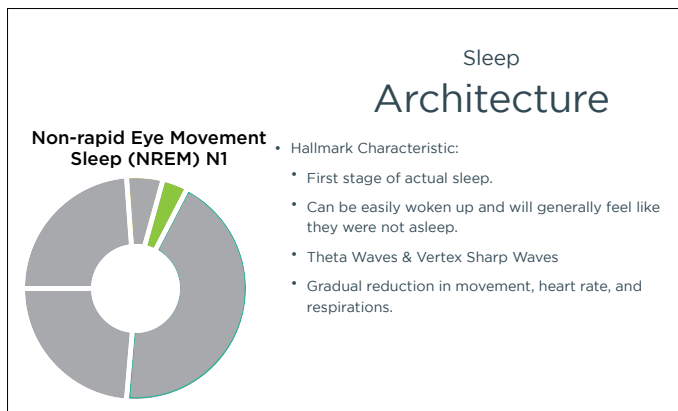 Sleep
Architecture
Non-rapid Eye Movement
Sleep (NREM) N1
• Hallmark Characteristic:
• First stage of actual sleep.
• Can be easily woken up and will generally feel like
they were not asleep.
• Theta Waves & Vertex Sharp Waves
• Gradual reduction in movement, heart rate, and
respirations.